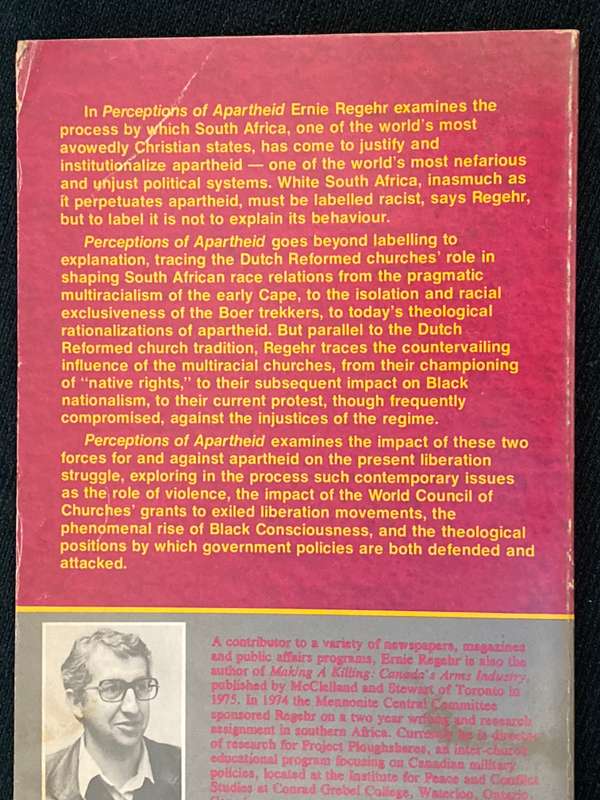 In Perceptions of Apartheid Ernie Regehr examines the
process by which South Africa, one of the world's most
avowedly Christian states, has come to justify and
institutionalize apartheid — one of the world's most nefarious
and unjust political systems. White South Africa, inasmuch as
it perpetuates apartheid, must be labelled racist, says Regehr,
but to label it is not to explain its behaviour.
Perceptions of Apartheid goes beyond labelling to
explanation, tracing the Dutch Reformed churches' role in
shaping South African race relations from the pragmatic
multiracialism of the early Cape, to the isolation and racial
exclusiveness of the Boer trekkers, to today's theological
rationalizations of apartheid. But parallel to the Dutch
Reformed church tradition, Regehr traces the countervailing
influence of the multiracial churches, from their championing
of "native rights," to their subsequent impact on Black
nationalism, to their current protest, though frequently
compromised, against the injustices of the regime.
Perceptions of Apartheid examines the impact of these two
forces for and against apartheid on the present liberation
struggle, exploring in the process such contemporary issues
as the role of violence, the impact of the World Council of
Churches' grants to exiled liberation movements, the
phenomenal rise of Black Consciousness, and the theological
positions by which government policies are both defended and
attacked.
A contributor to a variety of newspapers, magazines
and public affairs programs, Ernie Regehr is also the
author of Making A Killing: Canada's Arms Industry,
published by McClelland and Stewart of Toronto in
1975. In 1974 the Mennonite Central Committee
sponsored Regehr on a two year writing and research
assignment in southern Africa. Currently he is director
of research for Project Ploughshares, an inter-church
educational program focusing on Canadian military
policies, located at the Institute for Peace and Conflict
Studies at Conrad Grebel College, Waterloo, Ontario,